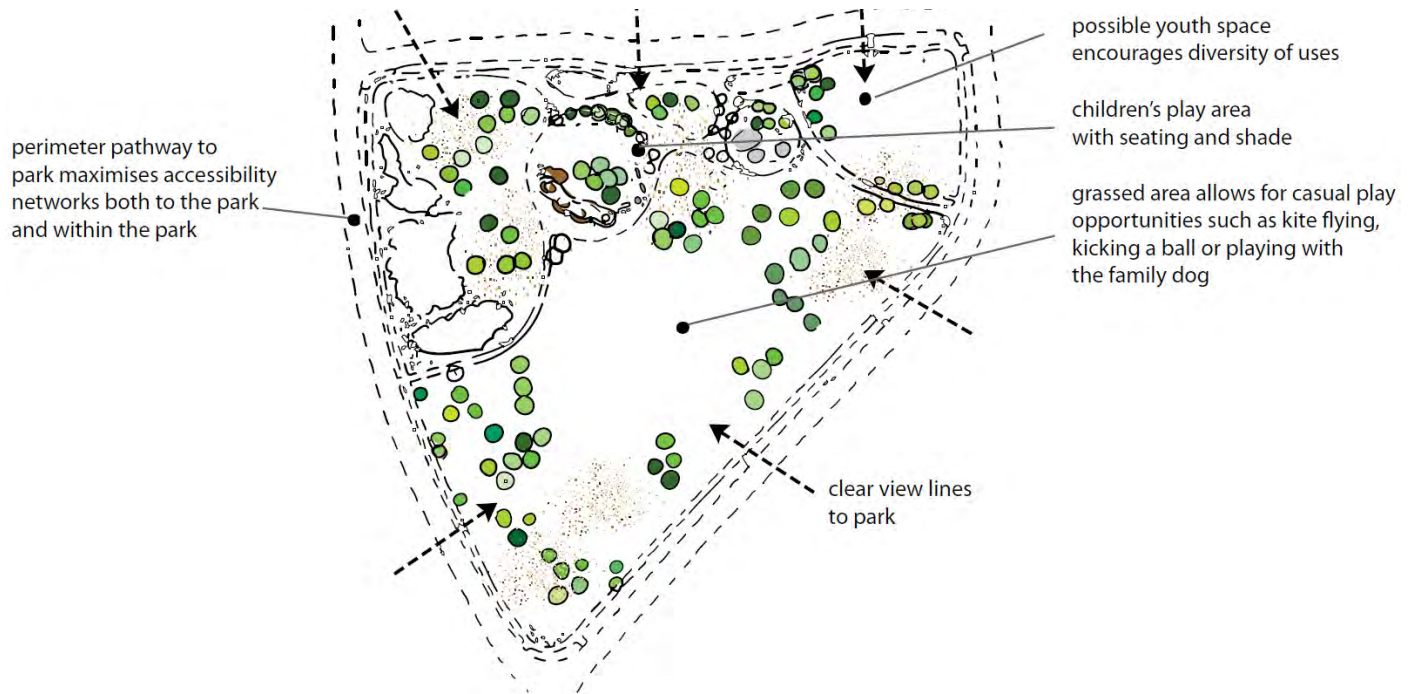 possible youth space
encourages diversity of uses
children's play area
with seating and shade
perimeter pathway to
park maximises accessibility
networks both to the park
and within the park
grassed area allows for casual play
opportunities such as kite flying,
kicking a ball or playing with
the family dog
clear view lines
to park